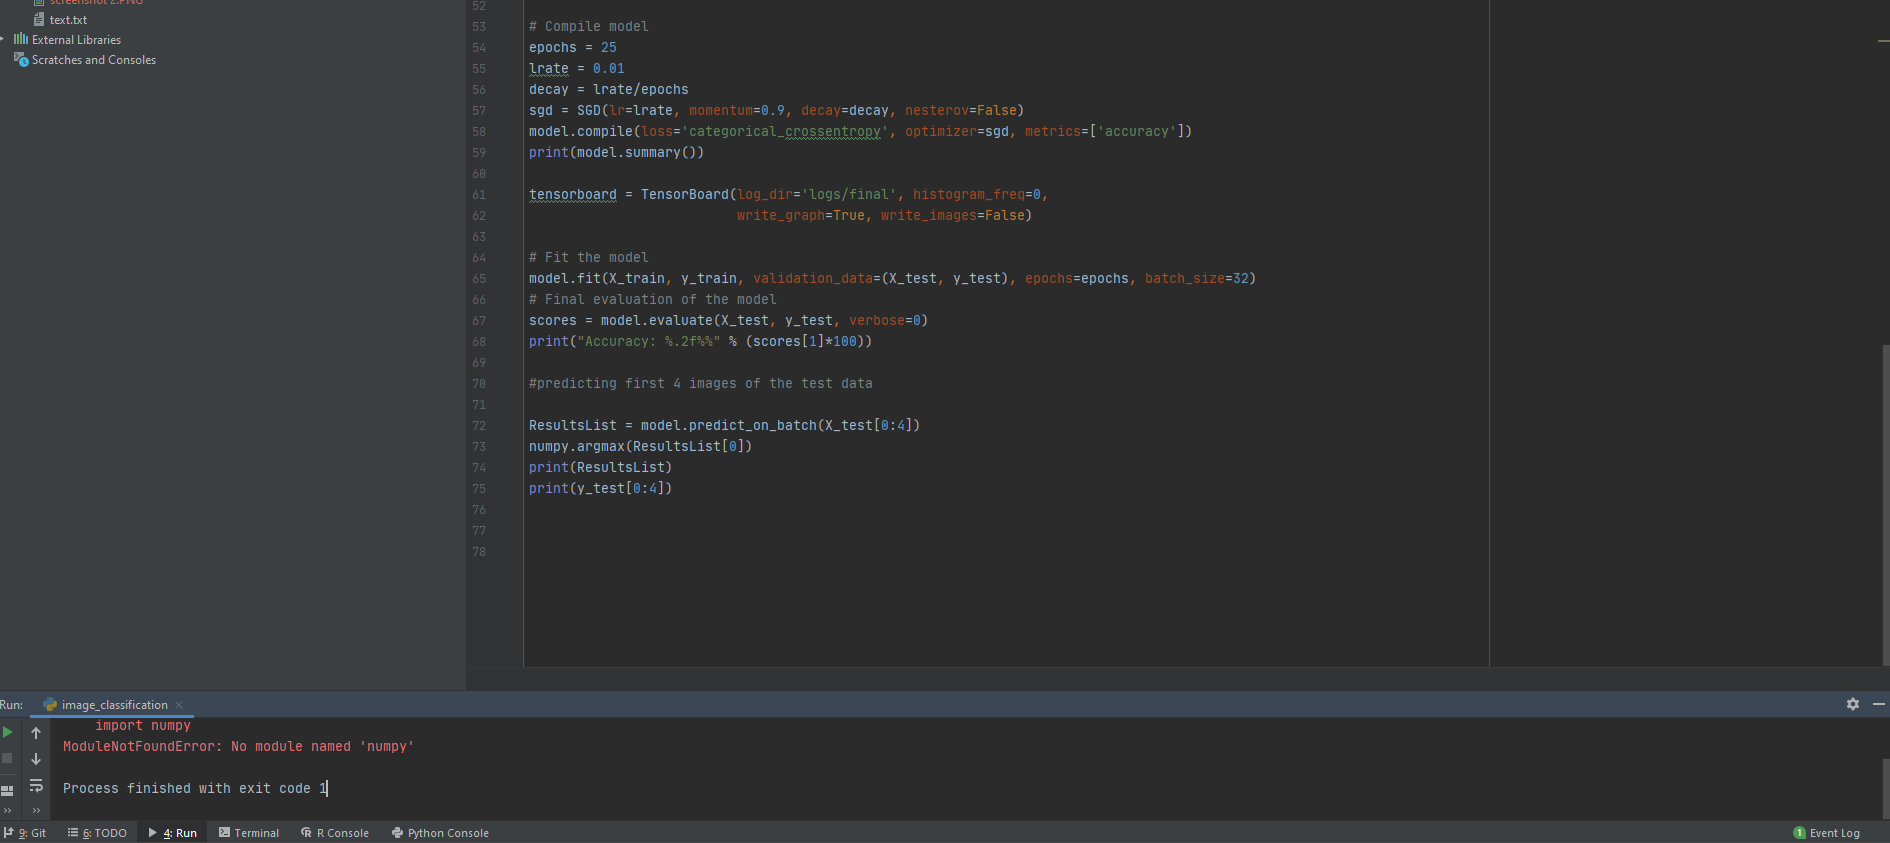 screenshot 2.PNG
text.txt
External Libraries
Scratches and Consoles
52
53 # Compile model
54 epochs = 25
55 lrate = 0.01
56 decay = lrate/epochs
57 sgd = SGD(lr=lrate, momentum=0.9, decay=decay, nesterov=False)
58 model.compile(loss='categorical_crossentropy', optimizer=sgd, metrics=['accuracy'])
59 print(model.summary())
60
61 tensorboard = TensorBoard(log_dir='logs/final', histogram_freq=0,
62 write_graph=True, write_images=False)
63
64 # Fit the model
65 model.fit(X_train, y_train, validation_data=(X_test, y_test), epochs=epochs, batch_size=32)
66 # Final evaluation of the model
67 scores = model.evaluate(X_test, y_test, verbose=0)
68 print("Accuracy: %.2f%%" % (scores[1]*100))
69
70 #predicting first 4 images of the test data
71
72 ResultsList = model.predict_on_batch(X_test[0:4])
73 numpy.argmax(ResultsList[0])
74 print(ResultsList)
75 print(y_test[0:4])
76
77
78
Run: image_classification
import numpy
ModuleNotFoundError: No module named 'numpy'
Process finished with exit code 1
9: Git 6: TODO 4: Run Terminal R Console Python Console 1 Event Log